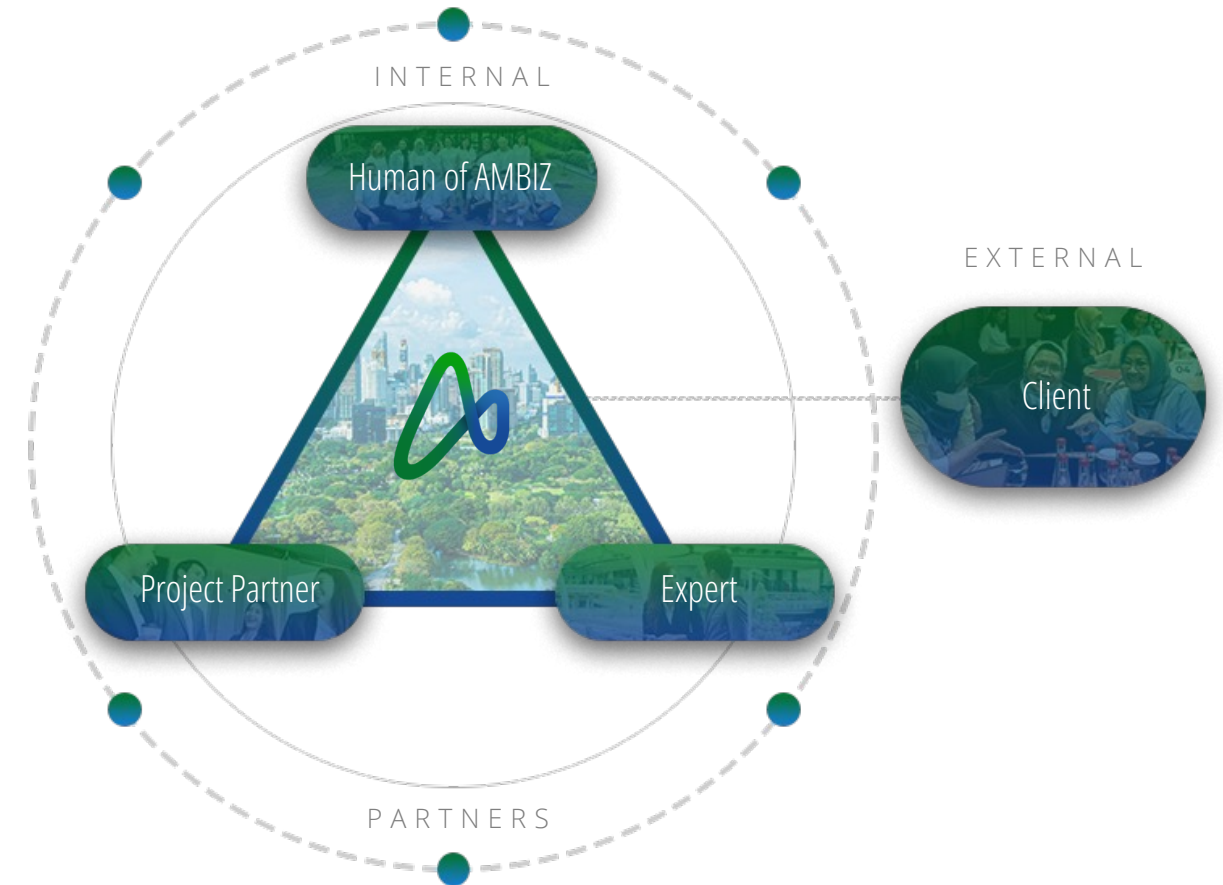 INTERNAL
Human of AMBIZ
EXTERNAL
Client
Project Partner
Expert
PARTNERS